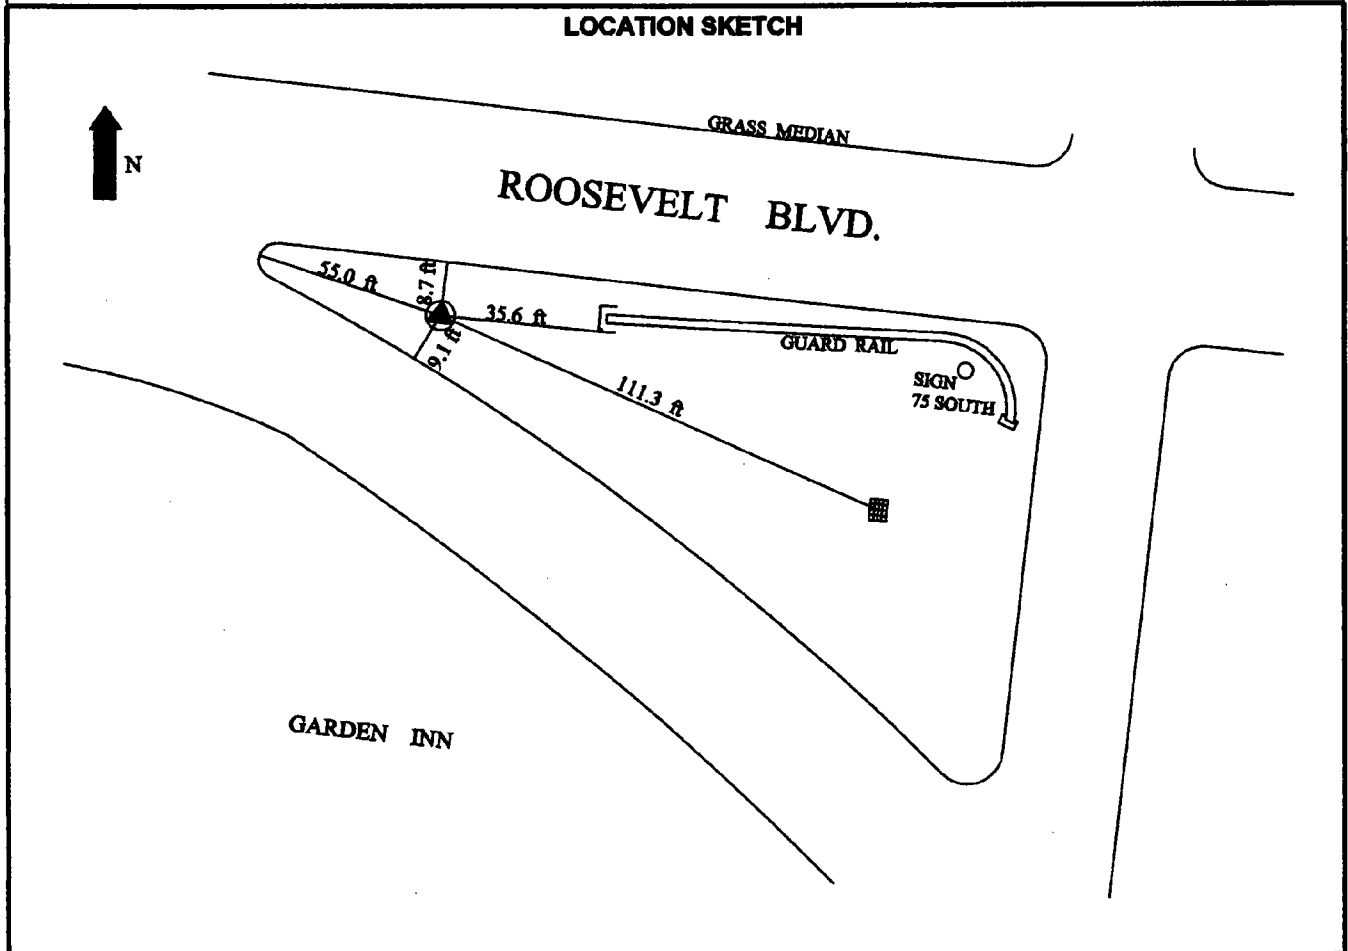 LOCATION SKETCH
GRASS MEDIAN
N
ROOSEVELT BLVD.
55.0 ft
8.7 ft
35.6 ft
9.1 ft
GUARD RAIL
SIGN
75 SOUTH
111.3 ft
GARDEN INN